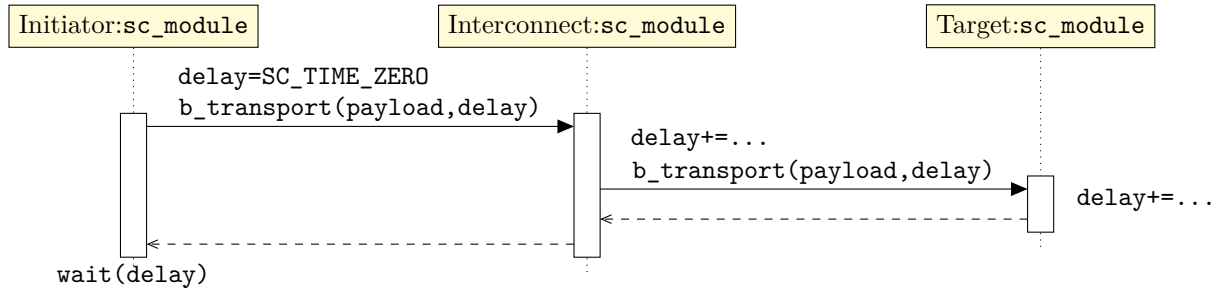 Initiator:sc_module
Interconnect:sc_module
Target:sc_module
delay=SC_TIME_ZERO
b_transport(payload,delay)
delay+=...
b_transport(payload,delay)
delay+=...
wait(delay)